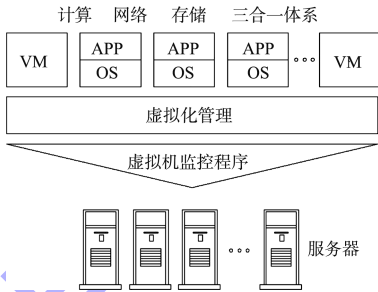 计算 网络 存储 三合一体系
VM APP APP APP VM
OS OS OS
虚拟化管理
虚拟机监控程序
服务器